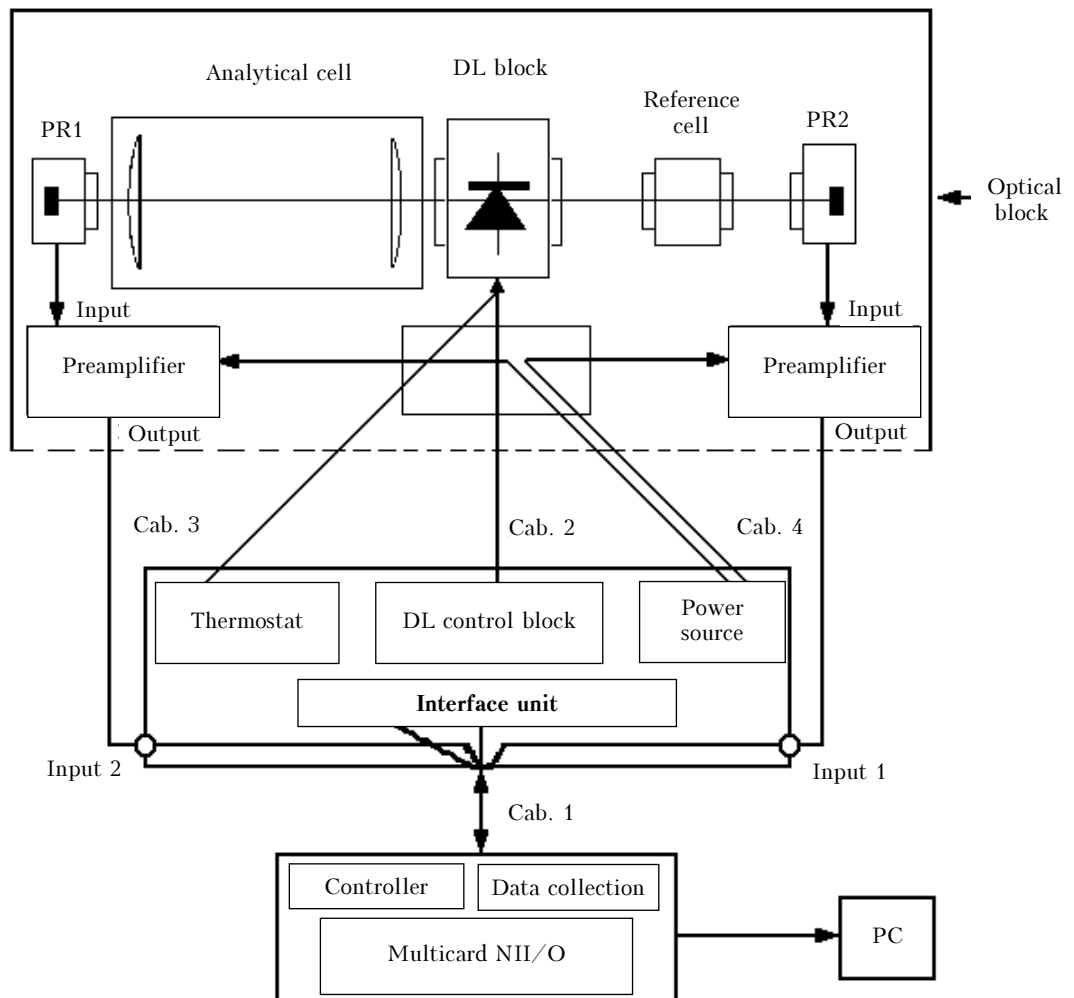 Analytical cell
DL block
Reference
cell
PR1
PR2
Optical
block
Input
Input
Preamplifier
Preamplifier
Output
Output
Cab. 3
Cab. 2
Cab. 4
Thermostat
DL control block
Power
source
Interface unit
Input 2
Input 1
Cab. 1
Controller
Data collection
Multicard NII/O
PC